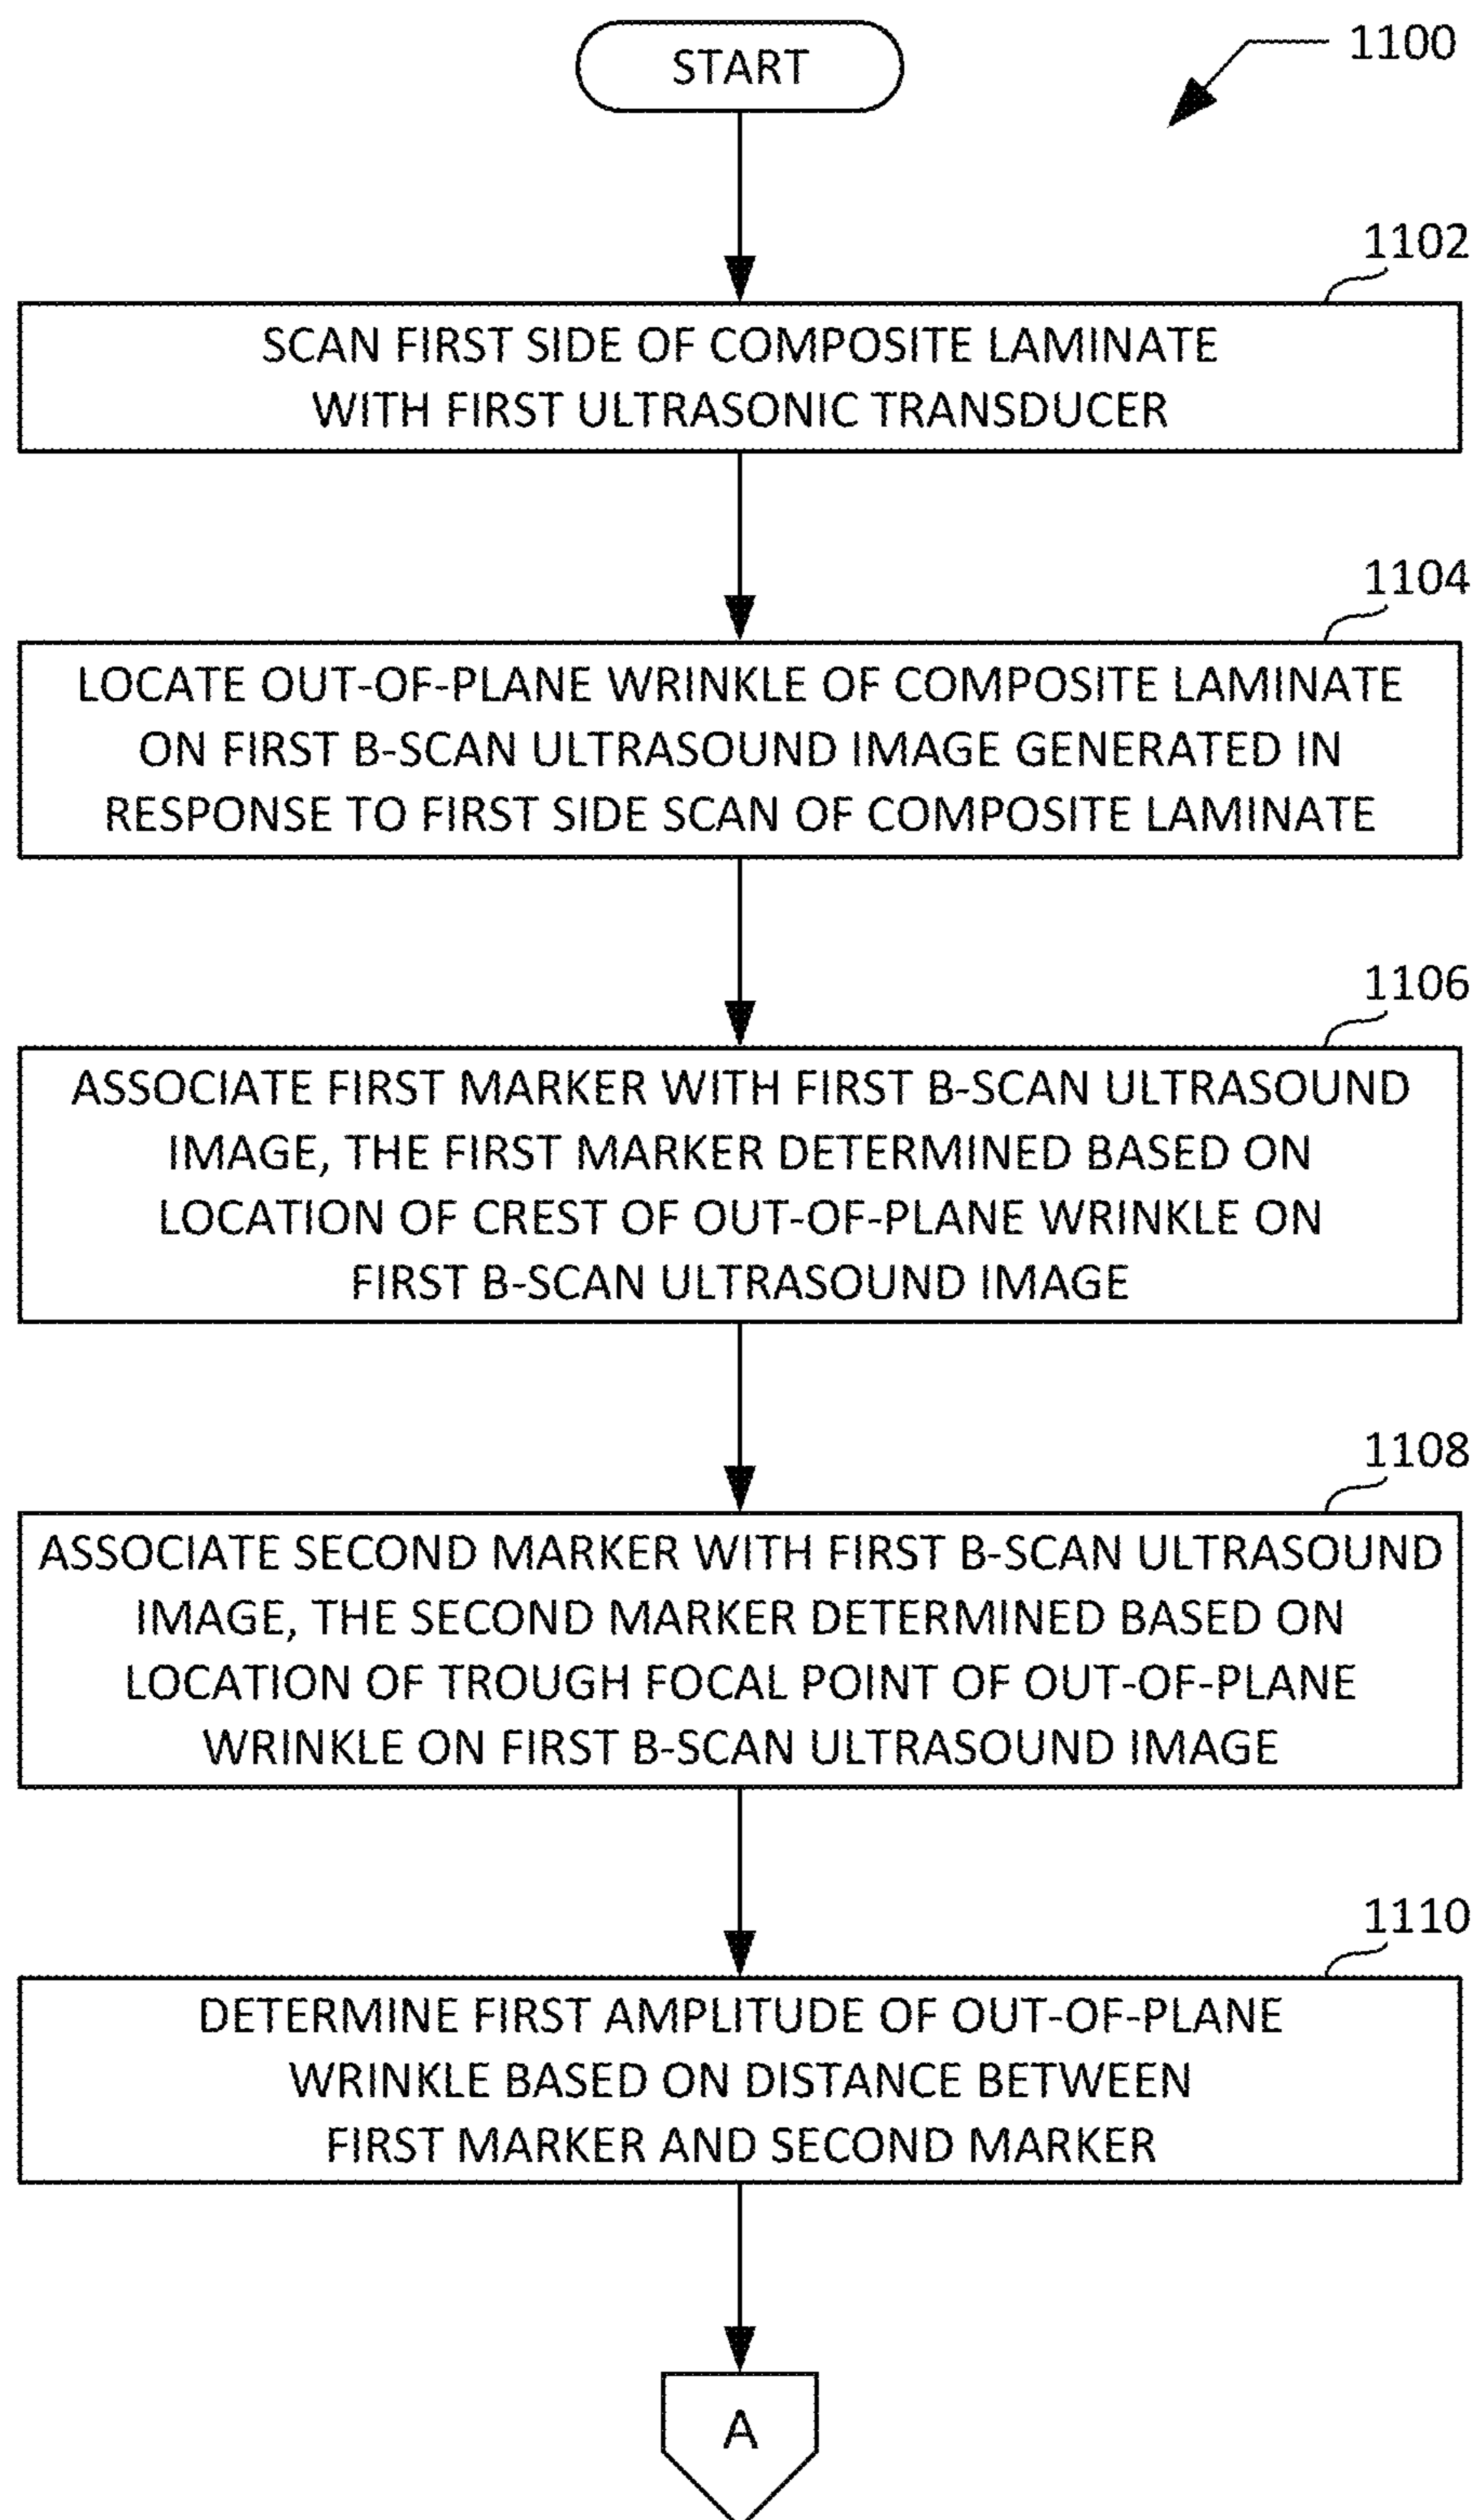 START
1100
1102
SCAN FIRST SIDE OF COMPOSITE LAMINATE
WITH FIRST ULTRASONIC TRANSDUCER
1104
LOCATE OUT-OF-PLANE WRINKLE OF COMPOSITE LAMINATE
ON FIRST B-SCAN ULTRASOUND IMAGE GENERATED IN
RESPONSE TO FIRST SIDE SCAN OF COMPOSITE LAMINATE
1106
ASSOCIATE FIRST MARKER WITH FIRST B-SCAN ULTRASOUND
IMAGE, THE FIRST MARKER DETERMINED BASED ON
LOCATION OF CREST OF OUT-OF-PLANE WRINKLE ON
FIRST B-SCAN ULTRASOUND IMAGE
1108
ASSOCIATE SECOND MARKER WITH FIRST B-SCAN ULTRASOUND
IMAGE, THE SECOND MARKER DETERMINED BASED ON
LOCATION OF TROUGH FOCAL POINT OF OUT-OF-PLANE
WRINKLE ON FIRST B-SCAN ULTRASOUND IMAGE
1110
DETERMINE FIRST AMPLITUDE OF OUT-OF-PLANE
WRINKLE BASED ON DISTANCE BETWEEN
FIRST MARKER AND SECOND MARKER
A